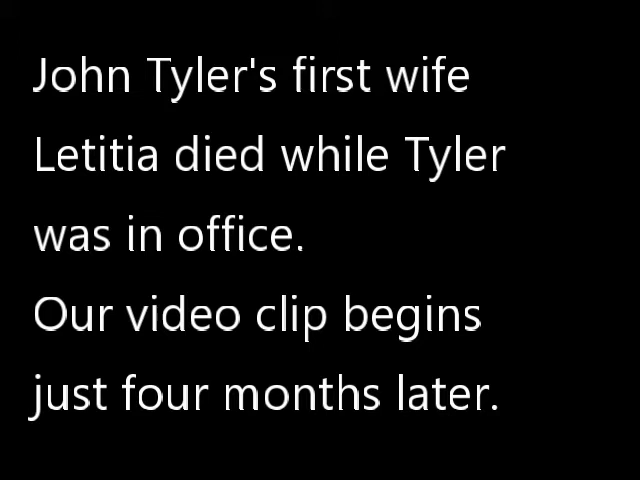 John Tyler's first wife
Letitia died while Tyler
was in office.
Our video clip begins
just four months later.